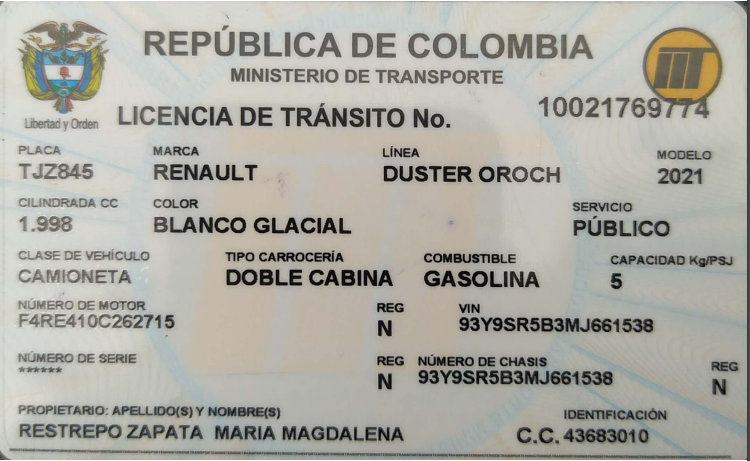 REPÚBLICA DE COLOMBIA
MINISTERIO DE TRANSPORTE
Libertad y Orden
LICENCIA DE TRÁNSITO No. 10021769774
PLACA MARCA LÍNEA MODELO
TJZ845 RENAULT DUSTER OROCH 2021
CILINDRADA CC COLOR SERVICIO
1.998 BLANCO GLACIAL PÚBLICO
CLASE DE VEHÍCULO TIPO CARROCERÍA COMBUSTIBLE CAPACIDAD Kg/PSJ
CAMIONETA DOBLE CABINA GASOLINA 5
NÚMERO DE MOTOR REG VIN
F4RE410C262715 N 93Y9SR5B3MJ661538
NÚMERO DE SERIE REG NÚMERO DE CHASIS REG
****** N 93Y9SR5B3MJ661538 N
PROPIETARIO: APELLIDO(S) Y NOMBRE(S) IDENTIFICACIÓN
RESTREPO ZAPATA MARIA MAGDALENA C.C. 43683010